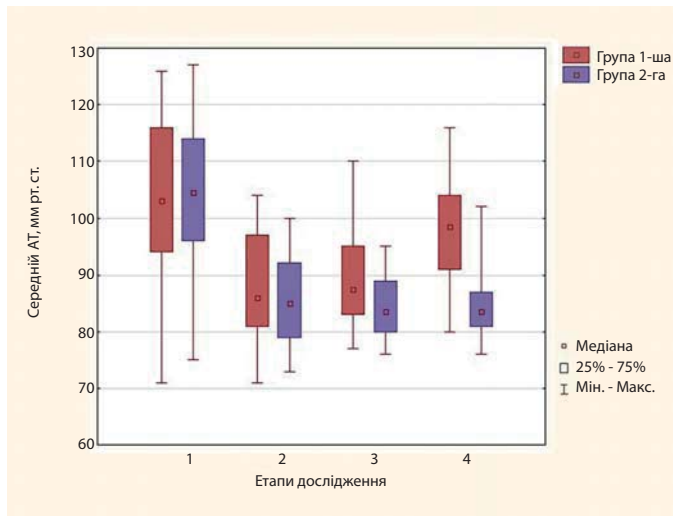 130
120
110
100
90
80
70
60
Середній АТ, мм рт. ст.
1
2
3
4
Етапи дослідження
Група 1-ша
Група 2-га
Медіана
25% - 75%
Мін. - Макс.